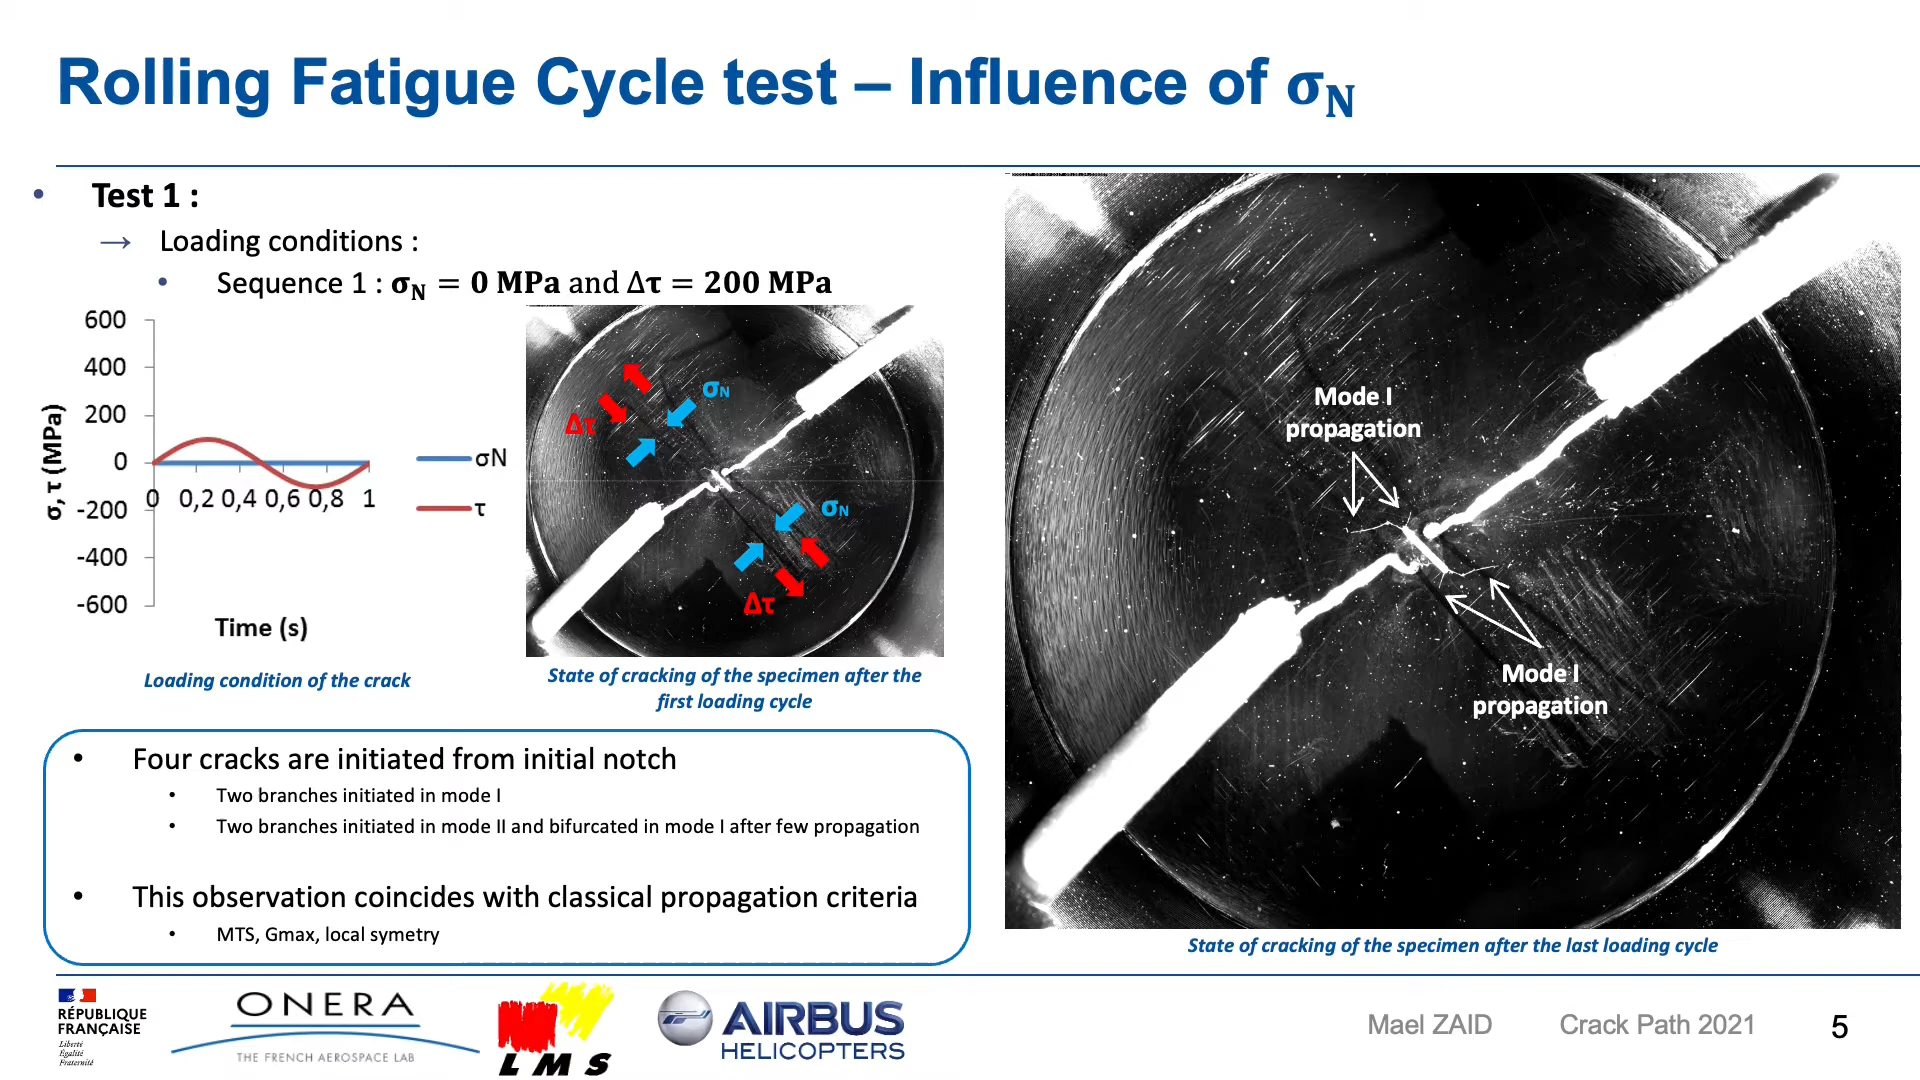 Rolling Fatigue Cycle test – Influence of σN
• Test 1 :
→ Loading conditions :
• Sequence 1 : σN = 0 MPa and Δτ = 200 MPa
600
400
200
0
-200
-400
-600
σ, τ (MPa)
0 0,2 0,4 0,6 0,8 1
Time (s)
σN
τ
Loading condition of the crack
σN
Δτ
σN
Δτ
State of cracking of the specimen after the
first loading cycle
Mode I
propagation
Mode I
propagation
State of cracking of the specimen after the last loading cycle
• Four cracks are initiated from initial notch
• Two branches initiated in mode I
• Two branches initiated in mode II and bifurcated in mode I after few propagation
• This observation coincides with classical propagation criteria
• MTS, Gmax, local symetry
RÉPUBLIQUE
FRANÇAISE
Liberté
Égalité
Fraternité
ONERA
THE FRENCH AEROSPACE LAB
LMS
AIRBUS
HELICOPTERS
Mael ZAID
Crack Path 2021
5